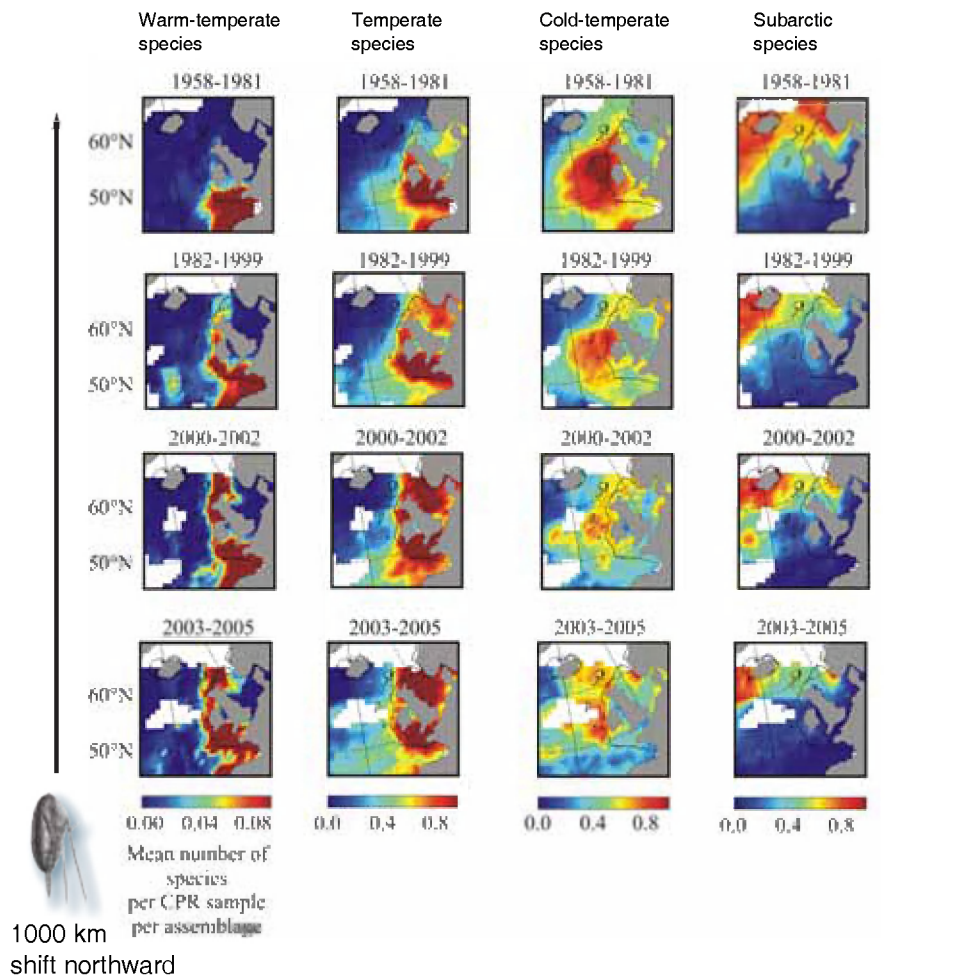 Warm-temperate species
Temperate species
Cold-temperate species
Subarctic species
1958-1981
1958-1981
1958-1981
1958-1981
60°N
50°N
1982-1999
1982-1999
1982-1999
1982-1999
60°N
50°N
2000-2002
2000-2002
2000-2002
2000-2002
60°N
50°N
2003-2005
2003-2005
2003-2005
2003-2005
60°N
50°N
0.00 0.04 0.08
0.0 0.4 0.8
0.0 0.4 0.8
0.0 0.4 0.8
Mean number of
species
per CPR sample
per assemblage
1000 km
shift northward